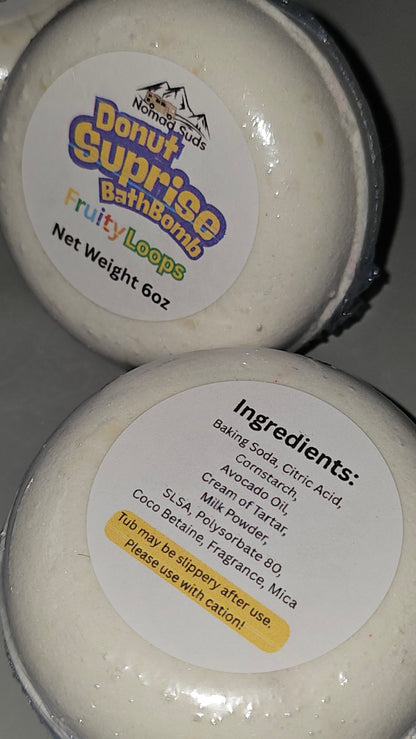 Nomad Suds
Donut
Suprise
BathBomb
FruityLoops
Net Weight 6oz
Ingredients:
Baking Soda, Citric Acid,
Cornstarch,
Avocado Oil,
Cream of Tartar,
Milk Powder,
SLSA, Polysorbate 80,
Coco Betaine, Fragrance, Mica
Tub may be slippery after use.
Please use with cation!